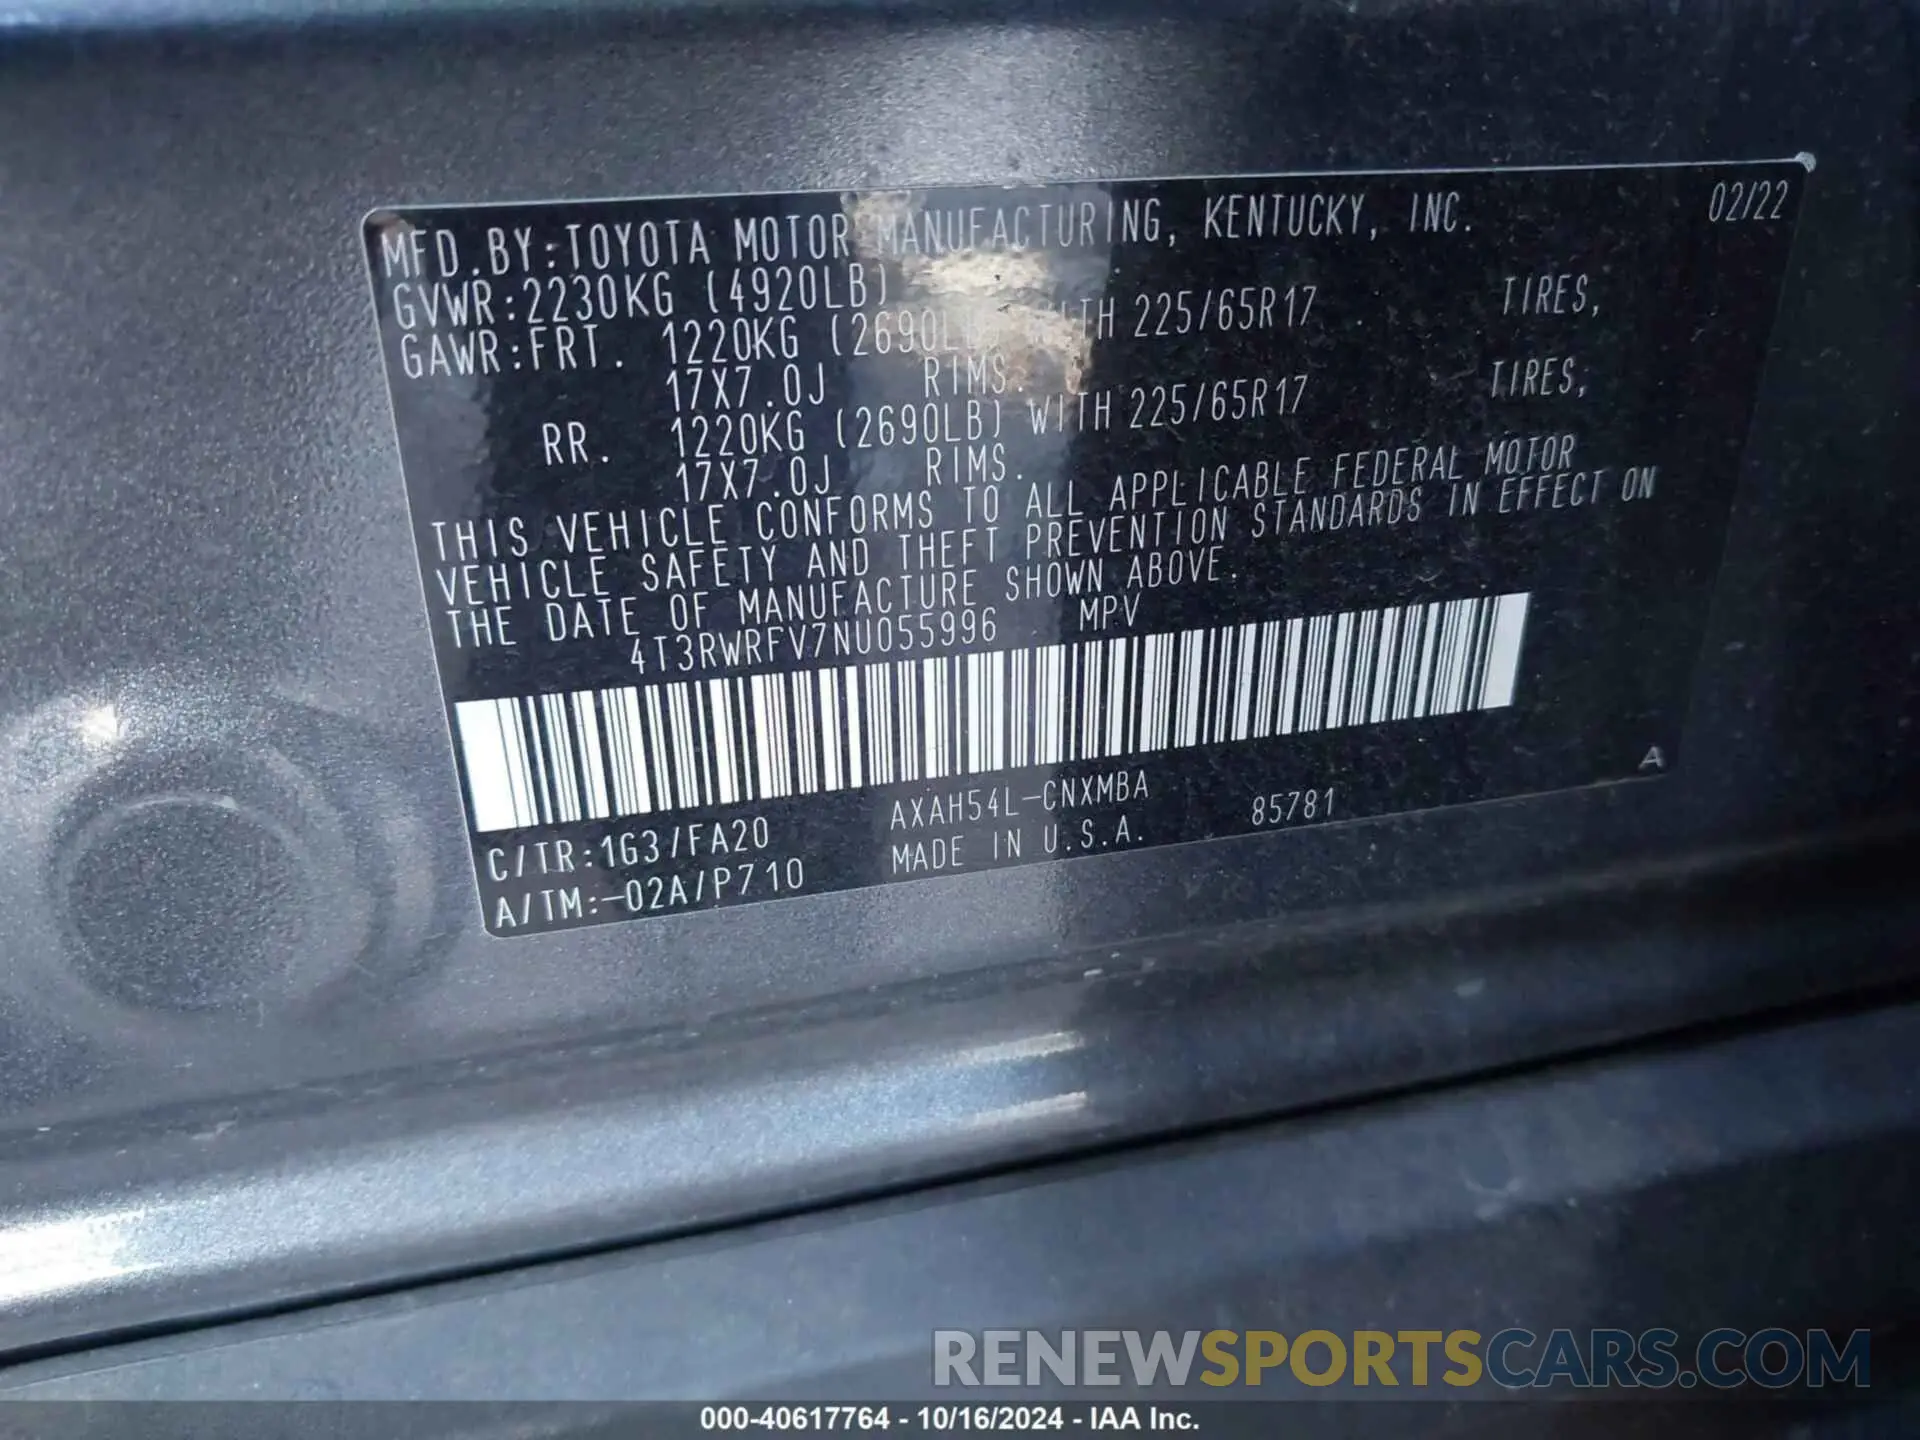 MFD.BY:TOYOTA MOTOR MANUFACTURING, KENTUCKY, INC. 02/22
GVWR:2230KG (4920LB)
GAWR:FRT. 1220KG (2690LB) WITH 225/65R17 TIRES,
17X7.0J RIMS.
RR. 1220KG (2690LB) WITH 225/65R17 TIRES;
17X7.0J RIMS.
THIS VEHICLE CONFORMS TO ALL APPLICABLE FEDERAL MOTOR
VEHICLE SAFETY AND THEFT PREVENTION STANDARDS IN EFFECT ON
THE DATE OF MANUFACTURE SHOWN ABOVE.
4T3RWRFV7NU055996 MPV
A
C/TR:1G3/FA20 AXAH54L-CNXMBA 85781
A/TM:-02A/P710 MADE IN U.S.A.
RENEWSPORTSCARS.COM
000-40617764 - 10/16/2024 - IAA Inc.